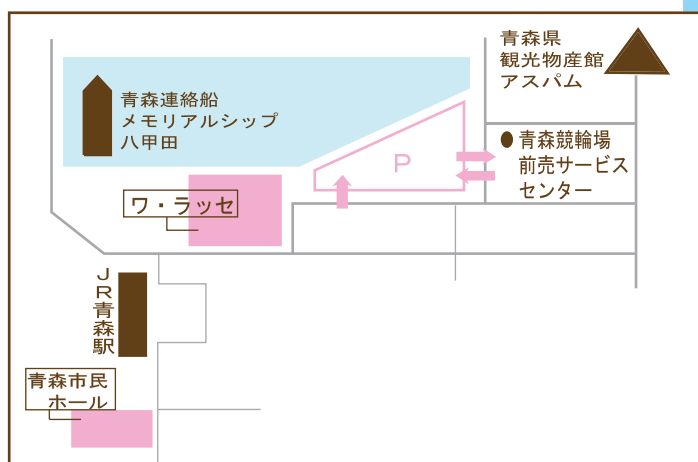 青森県
観光物産館
アスパム
青森連絡船
メモリアルシップ
八甲田
P
青森競輪場
前売サービス
センター
ワ・ラッセ
JR青森駅
青森市民
ホール